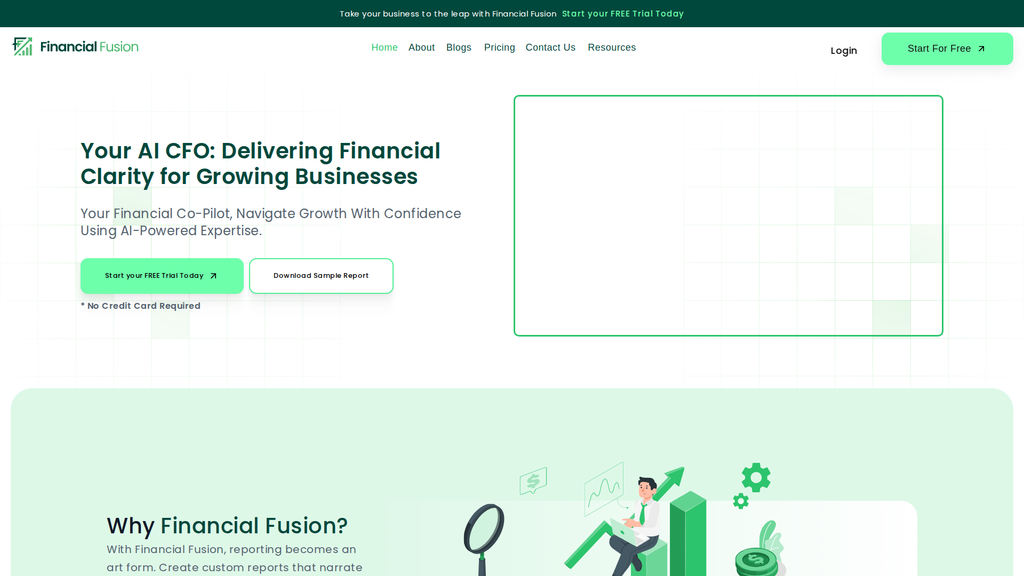 Take your business to the leap with Financial Fusion Start your FREE Trial Today
Financial Fusion
Home About Blogs Pricing Contact Us Resources
Login
Start For Free
Your AI CFO: Delivering Financial
Clarity for Growing Businesses
Your Financial Co-Pilot, Navigate Growth With Confidence
Using AI-Powered Expertise.
Start your FREE Trial Today
Download Sample Report
* No Credit Card Required
Why Financial Fusion?
With Financial Fusion, reporting becomes an
art form. Create custom reports that narrate